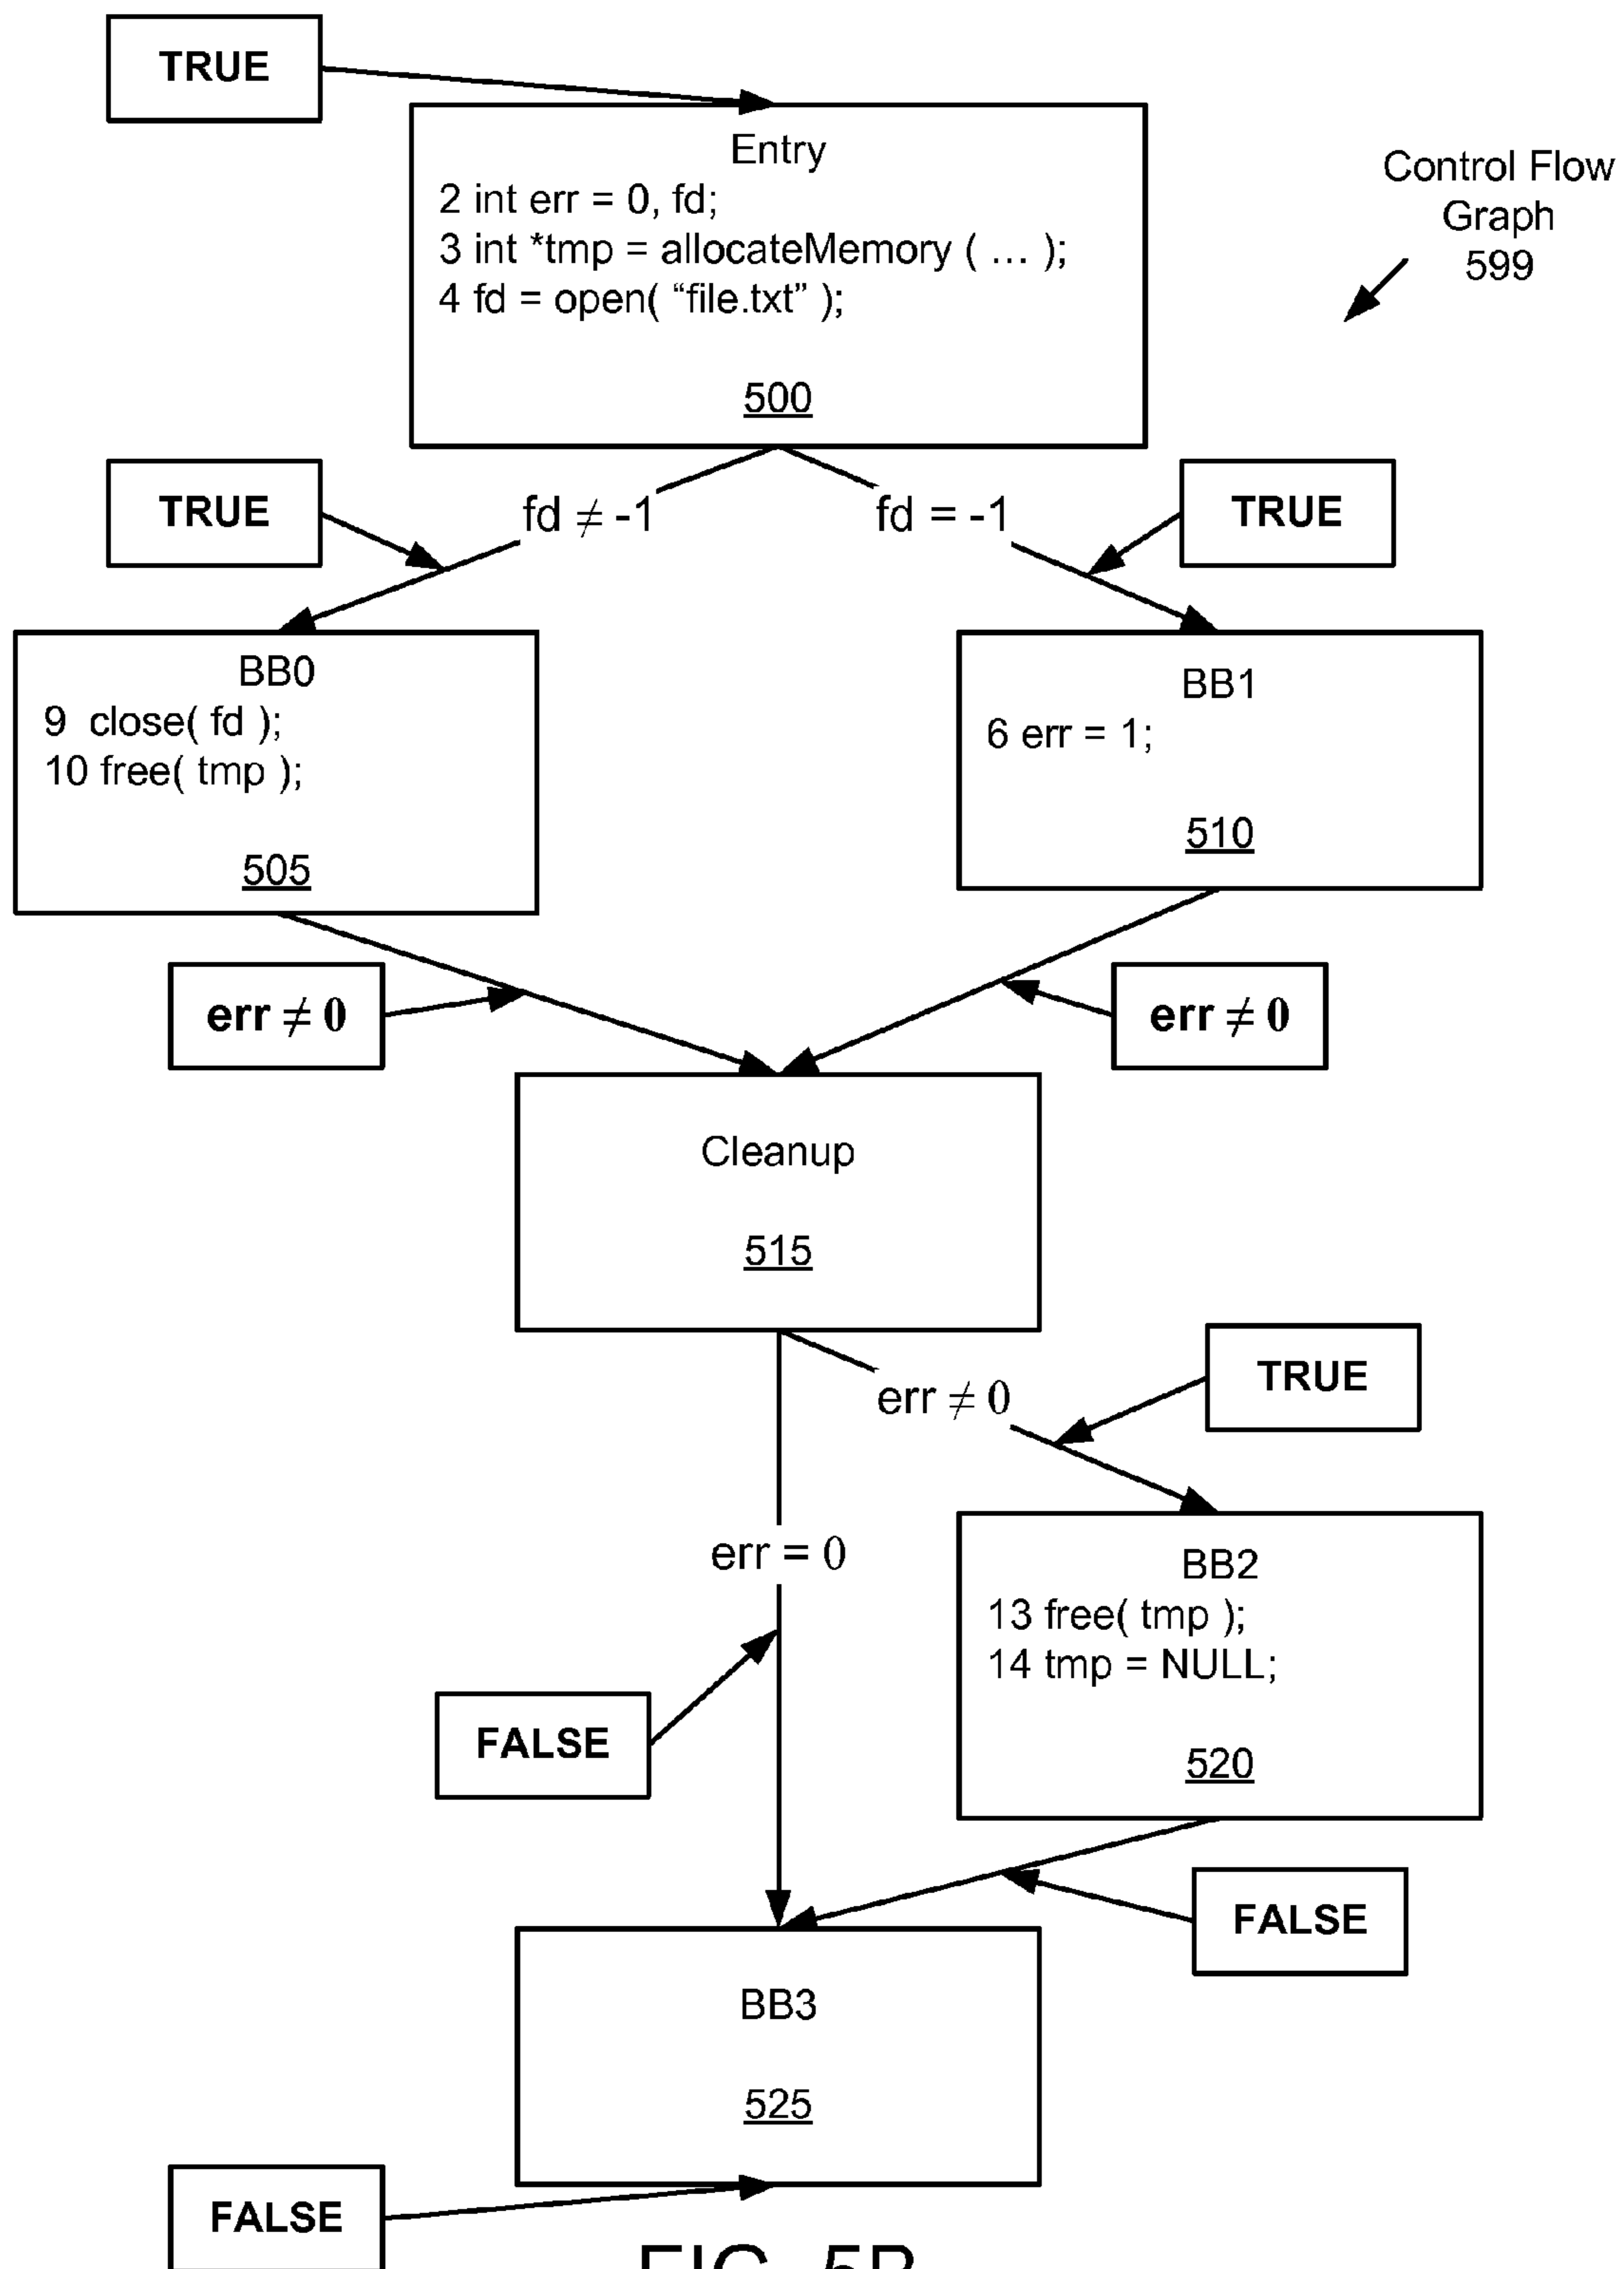 TRUE
Entry
2 int err = 0, fd;
3 int *tmp = allocateMemory ( … );
4 fd = open( “file.txt” );
500
Control Flow
Graph
599
TRUE
fd ≠ -1
fd = -1
TRUE
BB0
9 close( fd );
10 free( tmp );
505
BB1
6 err = 1;
510
err ≠ 0
err ≠ 0
Cleanup
515
TRUE
err ≠ 0
err = 0
BB2
13 free( tmp );
14 tmp = NULL;
520
FALSE
FALSE
BB3
525
FALSE
FIG. 5B